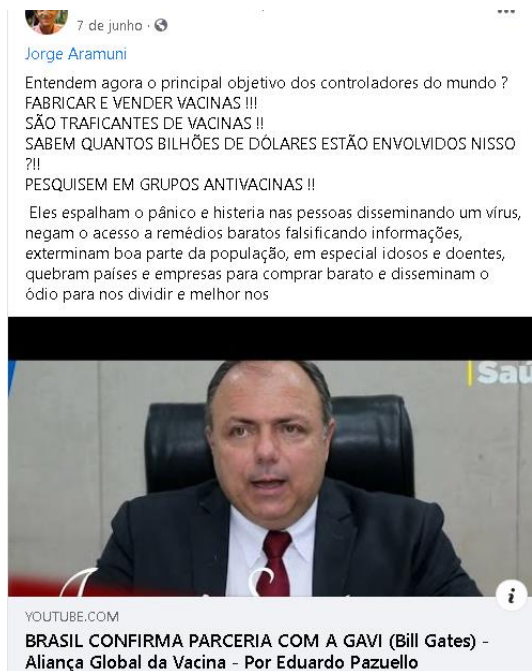 7 de junho ·
Jorge Aramuni
Entendem agora o principal objetivo dos controladores do mundo ?
FABRICAR E VENDER VACINAS !!!
SÃO TRAFICANTES DE VACINAS !!
SABEM QUANTOS BILHÕES DE DÓLARES ESTÃO ENVOLVIDOS NISSO
?!!
PESQUISEM EM GRUPOS ANTIVACINAS !!
Eles espalham o pânico e histeria nas pessoas disseminando um vírus,
negam o acesso a remédios baratos falsificando informações,
exterminam boa parte da população, em especial idosos e doentes,
quebram países e empresas para comprar barato e disseminam o
ódio para nos dividir e melhor nos
Saú
YOUTUBE.COM
BRASIL CONFIRMA PARCERIA COM A GAVI (Bill Gates) -
Aliança Global da Vacina - Por Eduardo Pazuello